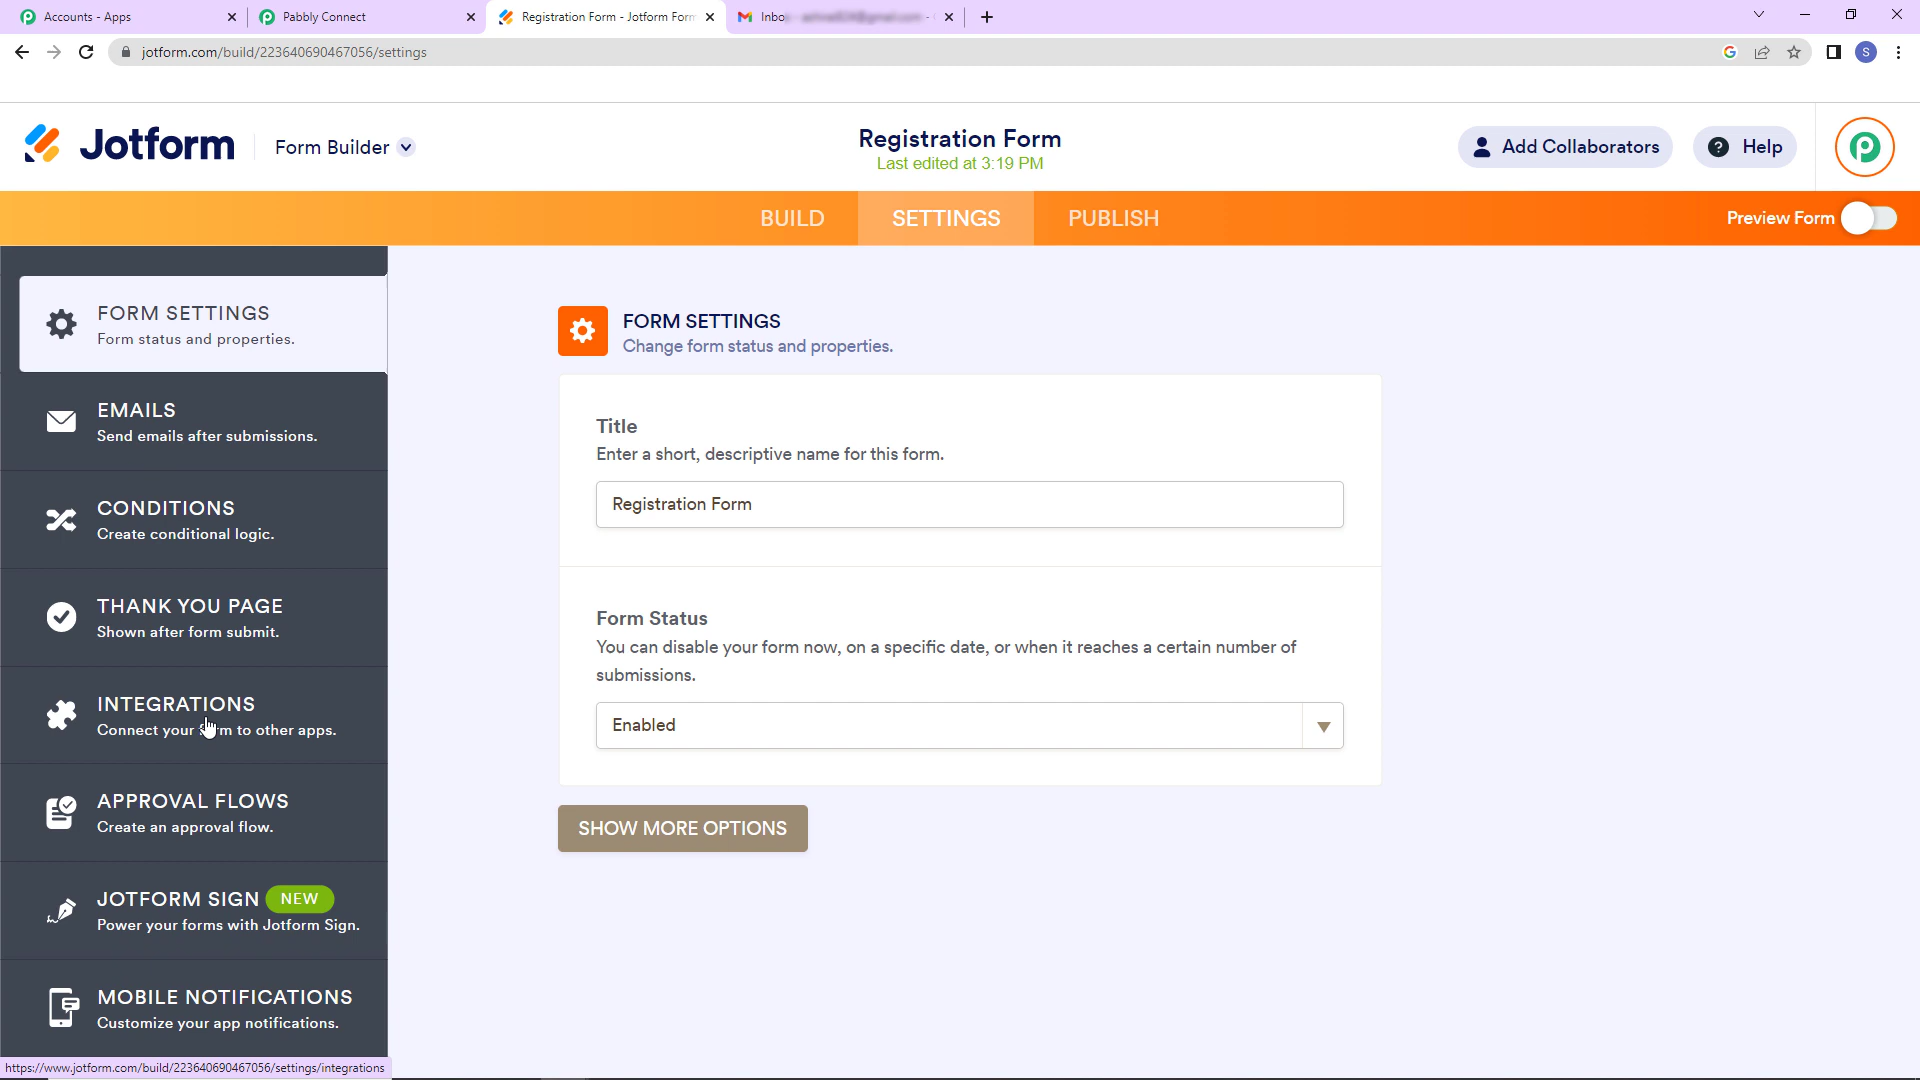 Accounts - Apps
Pabbly Connect
Registration Form - Jotform Form
Inbo
jotform.com/build/223640690467056/settings
S
Jotform
Form Builder
Registration Form
Last edited at 3:19 PM
Add Collaborators
Help
BUILD
SETTINGS
PUBLISH
Preview Form
FORM SETTINGS
Form status and properties.
EMAILS
Send emails after submissions.
CONDITIONS
Create conditional logic.
THANK YOU PAGE
Shown after form submit.
INTEGRATIONS
Connect your form to other apps.
APPROVAL FLOWS
Create an approval flow.
JOTFORM SIGN NEW
Power your forms with Jotform Sign.
MOBILE NOTIFICATIONS
Customize your app notifications.
FORM SETTINGS
Change form status and properties.
Title
Enter a short, descriptive name for this form.
Registration Form
Form Status
You can disable your form now, on a specific date, or when it reaches a certain number of
submissions.
Enabled
SHOW MORE OPTIONS
https://www.jotform.com/build/223640690467056/settings/integrations